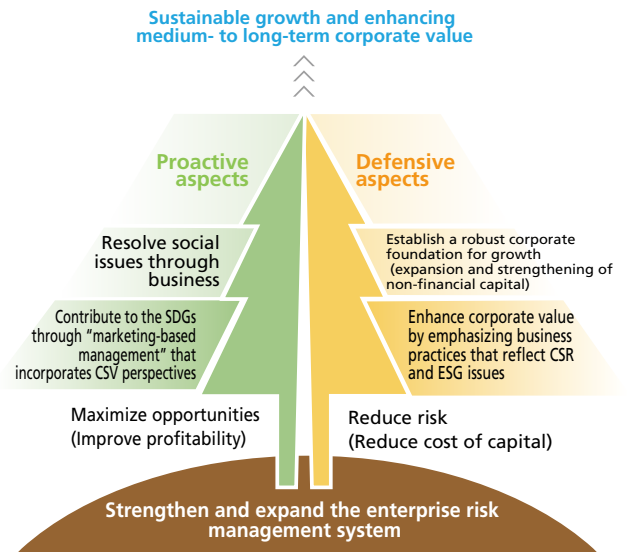 Sustainable growth and enhancing
medium- to long-term corporate value
Proactive
aspects
Defensive
aspects
Resolve social
issues through
business
Establish a robust corporate
foundation for growth
(expansion and strengthening of
non-financial capital)
Contribute to the SDGs
through “marketing-based
management” that
incorporates CSV perspectives
Enhance corporate value
by emphasizing business
practices that reflect CSR
and ESG issues
Maximize opportunities
(Improve profitability)
Reduce risk
(Reduce cost of capital)
Strengthen and expand the enterprise risk
management system